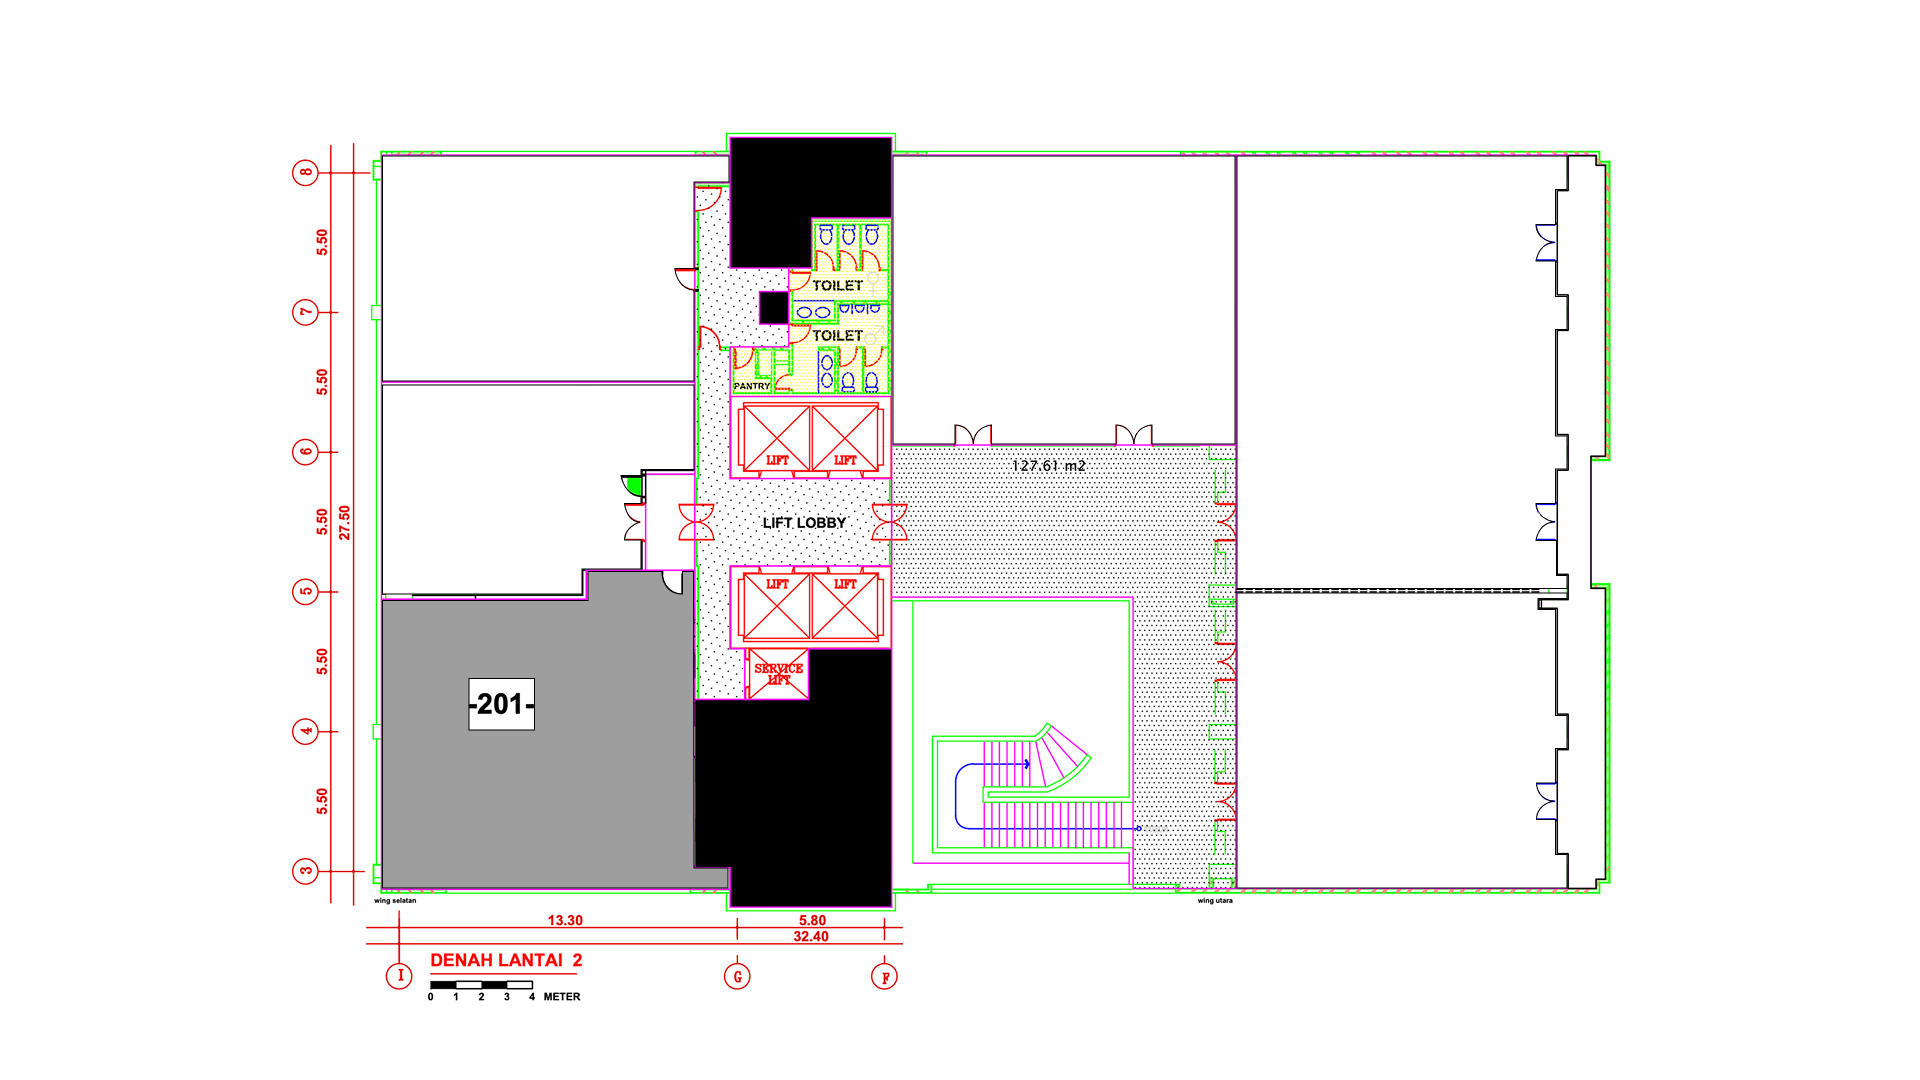 8
5.50
7
TOILET
TOILET
5.50
PANTRY
6
LIFT
LIFT
127.61 m2
5.50
27.50
LIFT LOBBY
5
LIFT
LIFT
5.50
SERVICE
LIFT
-201-
4
5.50
3
wing selatan
wing utara
13.30
5.80
32.40
DENAH LANTAI 2
I
G
F
0 1 2 3 4 METER